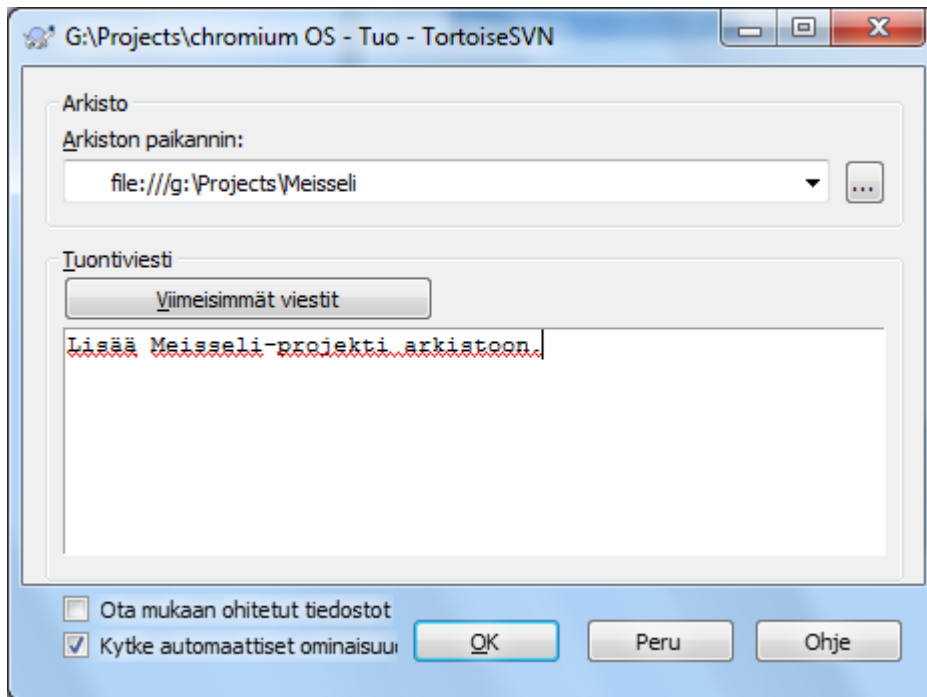 G:\Projects\chromium OS - Tuo - TortoiseSVN
Arkisto
Arkiston paikannin:
file:///g:\Projects\Meisseli
...
Tuontiviesti
Viimeisimmät viestit
Lisää Meisseli-projekti arkistoon.
Ota mukaan ohitetut tiedostot
Kytke automaattiset ominaisuu
OK
Peru
Ohje